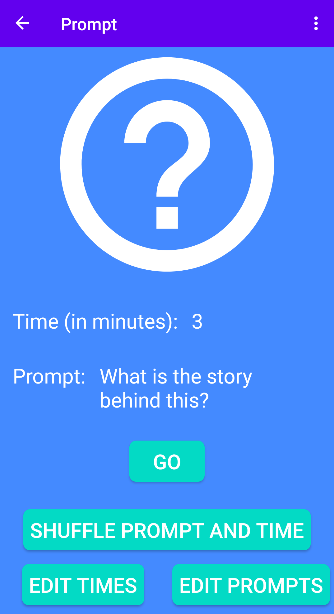 Prompt
Time (in minutes): 3
Prompt: What is the story
behind this?
GO
SHUFFLE PROMPT AND TIME
EDIT TIMES
EDIT PROMPTS